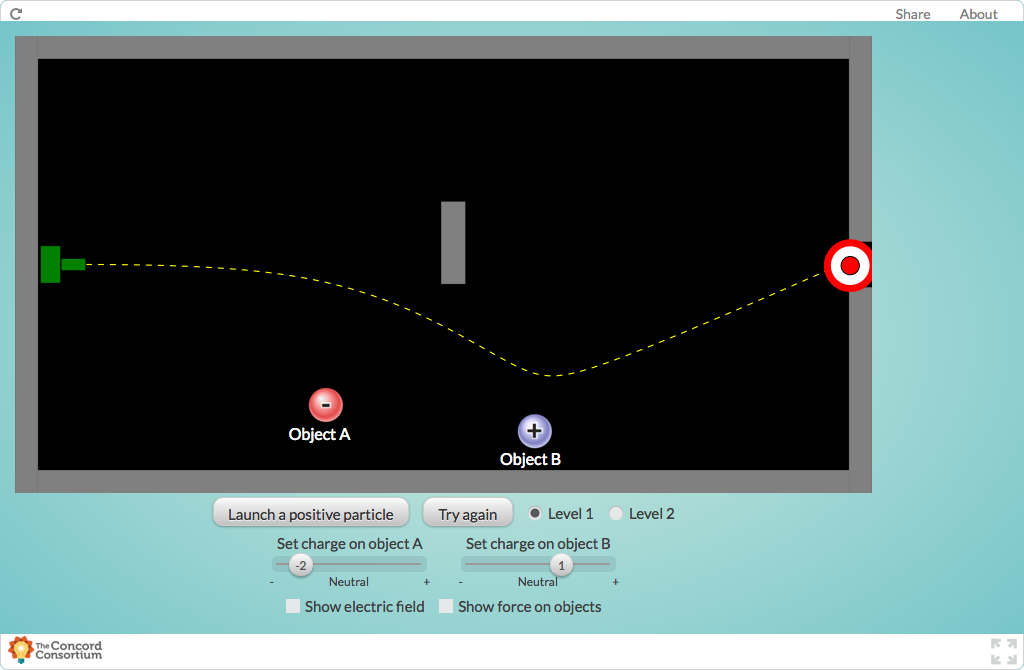 Share About
-
Object A
+
Object B
Launch a positive particle Try again Level 1 Level 2
Set charge on object A Set charge on object B
-2 1
- Neutral + - Neutral +
Show electric field Show force on objects
The Concord
Consortium